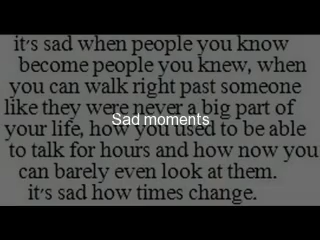 it's sad when people you know
become people you knew, when
you can walk right past someone
like they were never a big part of
Sad moments
your life, how you used to be able
to talk for hours and how now you
can barely even look at them.
it's sad how times change.